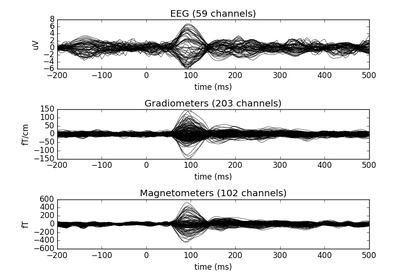 EEG (59 channels)
8
6
4
2
0
−2
−4
−6
uV
−200 −100 0 100 200 300 400 500
time (ms)
Gradiometers (203 channels)
150
100
50
0
−50
−100
−150
fT/cm
−200 −100 0 100 200 300 400 500
time (ms)
Magnetometers (102 channels)
600
400
200
0
−200
−400
−600
fT
−200 −100 0 100 200 300 400 500
time (ms)